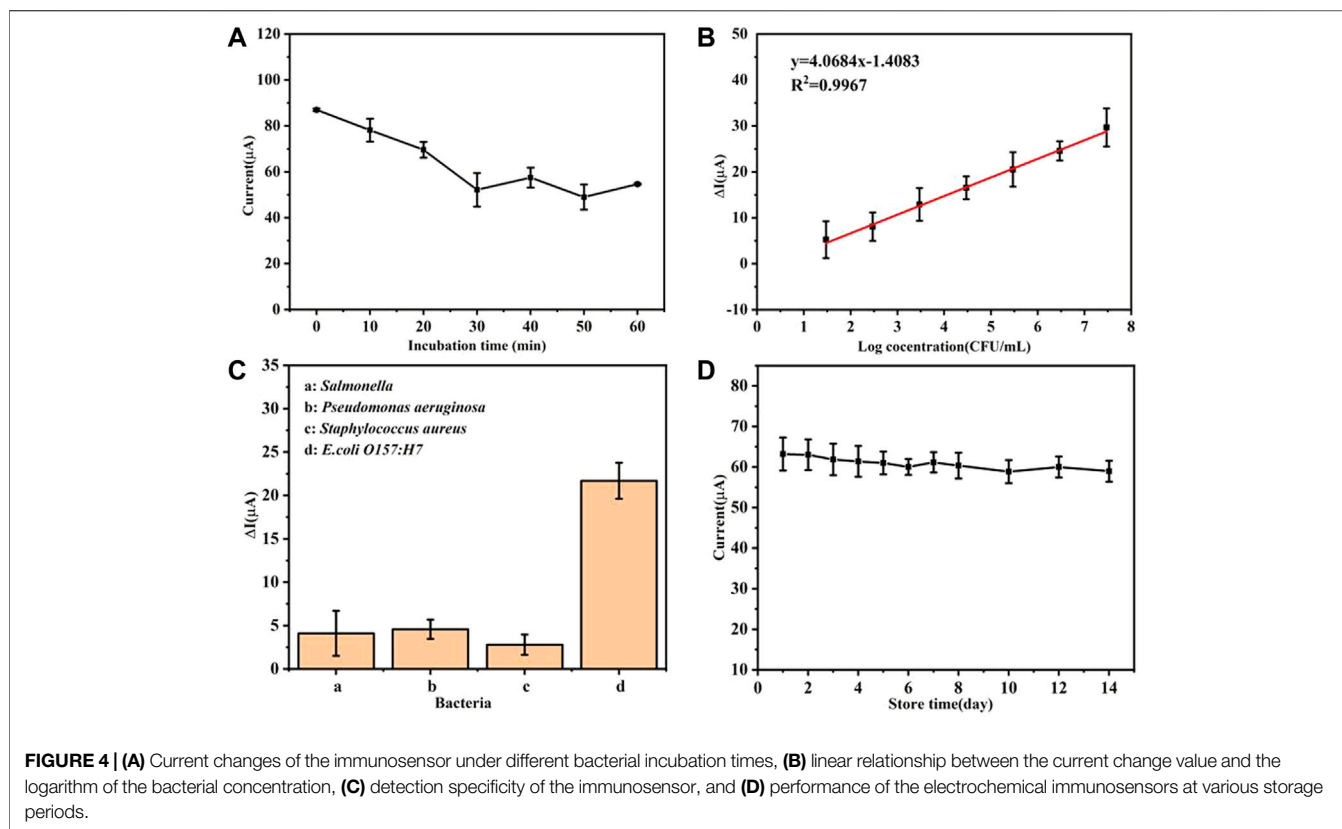 A
120
100
80
60
40
20
0
Current(μA)
0 10 20 30 40 50 60
Incubation time (min)
B
50
40
30
20
10
0
-10
ΔI(μA)
y=4.0684x-1.4083
R²=0.9967
0 1 2 3 4 5 6 7 8
Log cocentration(CFU/mL)
C
35
30
25
20
15
10
5
0
ΔI(μA)
a: Salmonella
b: Pseudomonas aeruginosa
c: Staphylococcus aureus
d: E.coli O157:H7
a b c d
Bacteria
D
80
70
60
50
40
30
20
10
Current(μA)
0 2 4 6 8 10 12 14
Store time(day)
FIGURE 4 | (A) Current changes of the immunosensor under different bacterial incubation times, (B) linear relationship between the current change value and the
logarithm of the bacterial concentration, (C) detection specificity of the immunosensor, and (D) performance of the electrochemical immunosensors at various storage
periods.